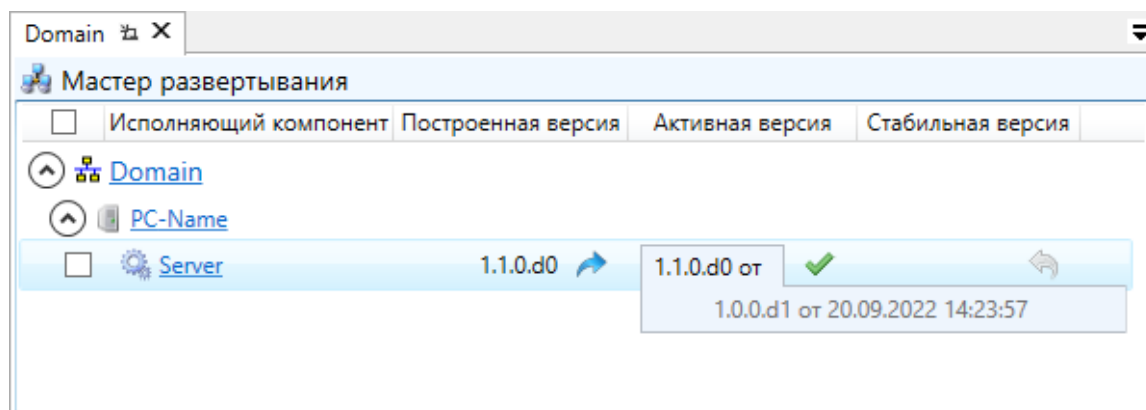 Domain
Мастер развертывания
Исполняющий компонент Построенная версия Активная версия Стабильная версия
Domain
PC-Name
Server 1.1.0.d0 1.1.0.d0 от
1.0.0.d1 от 20.09.2022 14:23:57